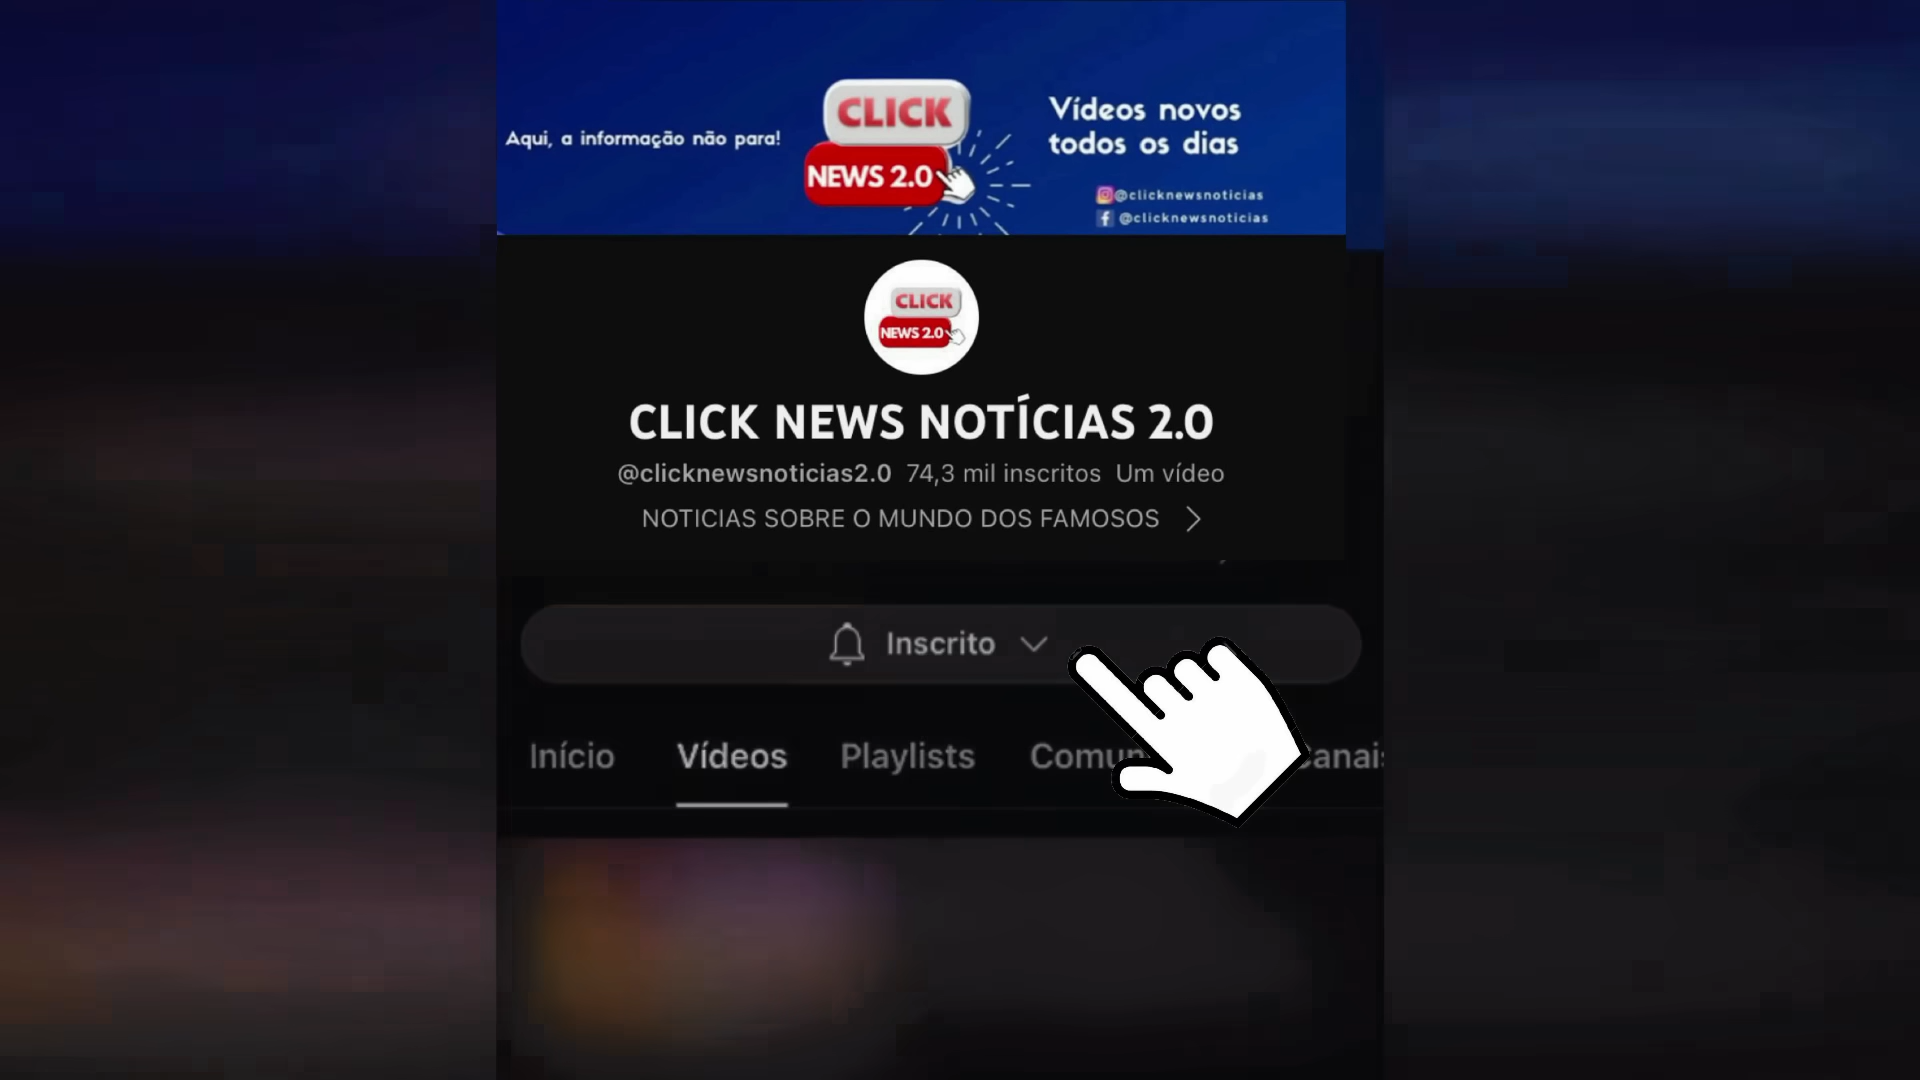 Aqui, a informação não para!
CLICK
NEWS 2.0
Vídeos novos
todos os dias
@clicknewsnoticias
@clicknewsnoticias
CLICK
NEWS 2.0
CLICK NEWS NOTÍCIAS 2.0
@clicknewsnoticias2.0 74,3 mil inscritos Um vídeo
NOTICIAS SOBRE O MUNDO DOS FAMOSOS
Inscrito
Início Vídeos Playlists